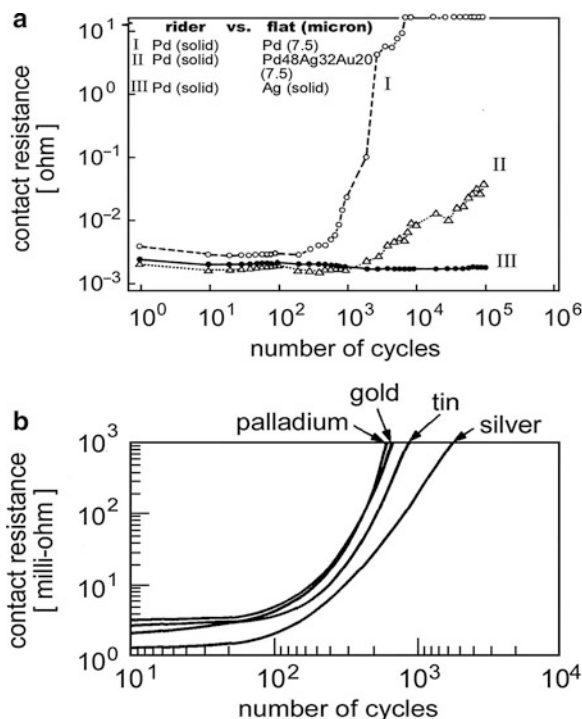 a
rider vs. flat (micron)
I Pd (solid) Pd (7.5)
II Pd (solid) Pd48Ag32Au20
(7.5)
III Pd (solid) Ag (solid)
I
II
III
10¹
10⁰
10⁻¹
10⁻²
10⁻³
contact resistance
[ ohm ]
10⁰ 10¹ 10² 10³ 10⁴ 10⁵ 10⁶
number of cycles
b
gold
tin
palladium
silver
10³
10²
10¹
10⁰
contact resistance
[ milli-ohm ]
10¹ 10² 10³ 10⁴
number of cycles